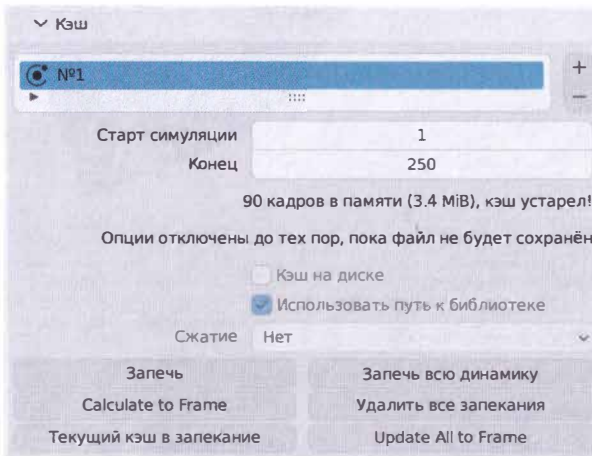 Кэш
№1
Старт симуляции 1
Конец 250
90 кадров в памяти (3.4 MiB), кэш устарел!
Опции отключены до тех пор, пока файл не будет сохранён
Кэш на диске
Использовать путь к библиотеке
Сжатие Нет
Запечь Запечь всю динамику
Calculate to Frame Удалить все запекания
Текущий кэш в запекание Update All to Frame